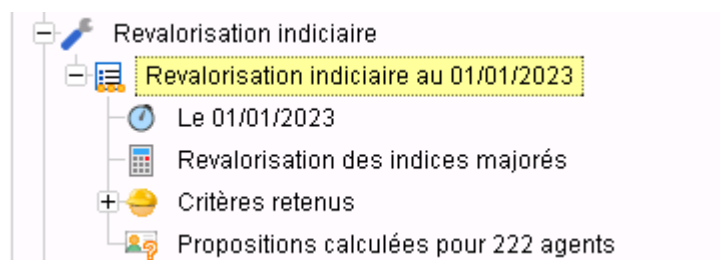 Revalorisation indiciaire
Revalorisation indiciaire au 01/01/2023
Le 01/01/2023
Revalorisation des indices majorés
Critères retenus
Propositions calculées pour 222 agents